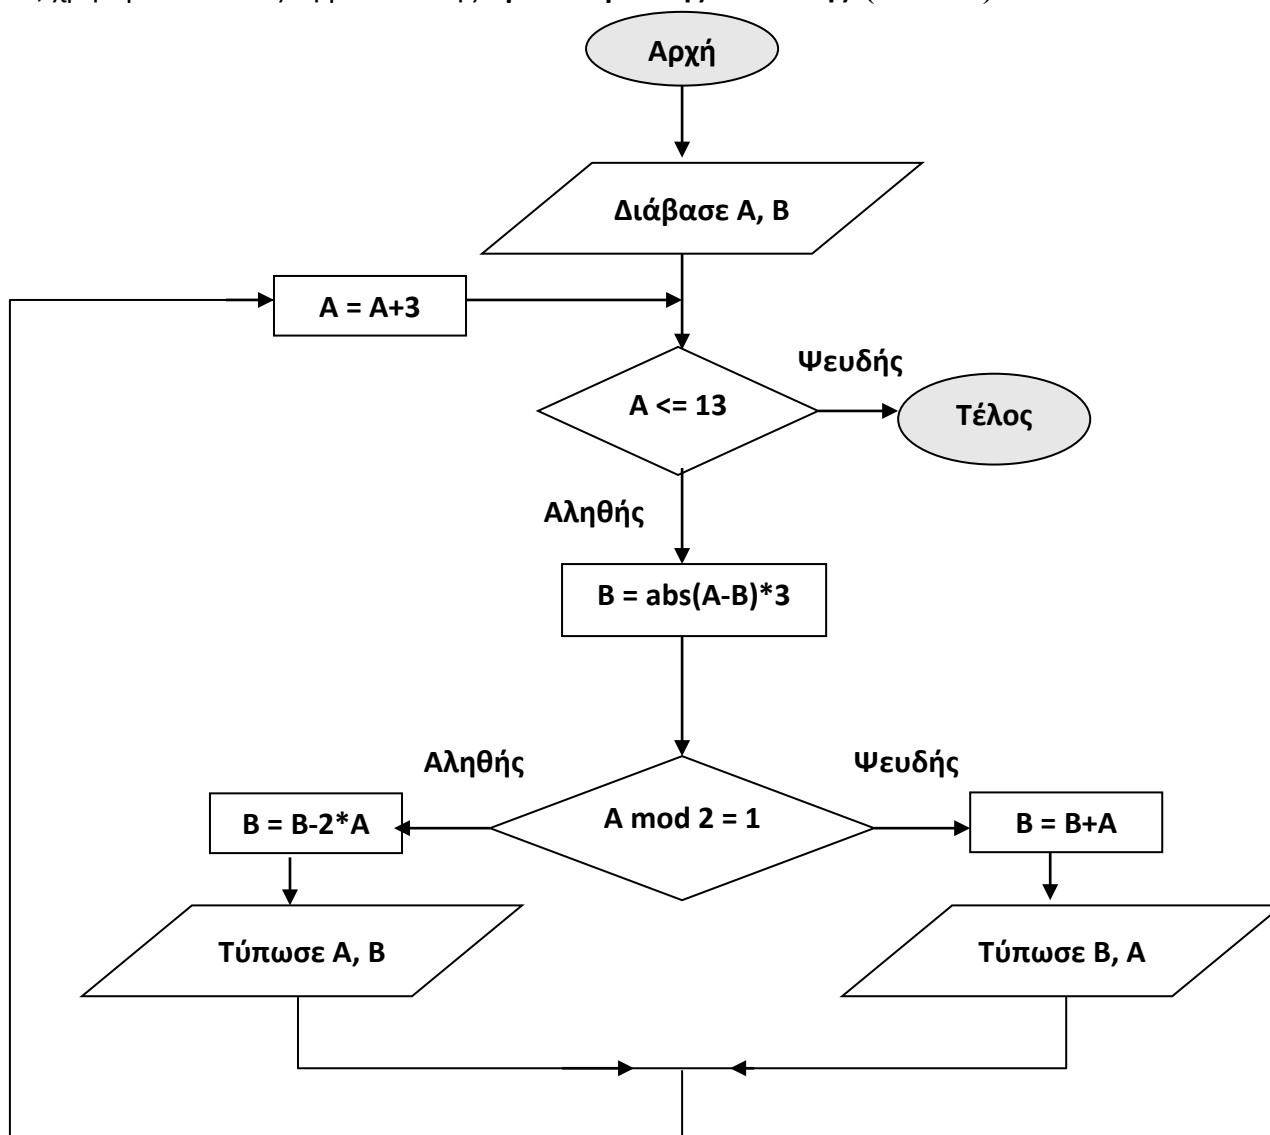 Αρχή
Διάβασε Α, Β
Α = Α+3
Ψευδής
Α <= 13
Τέλος
Αληθής
Β = abs(Α-Β)*3
Αληθής
Ψευδής
Α mod 2 = 1
Β = Β-2*Α
Β = Β+Α
Τύπωσε Α, Β
Τύπωσε Β, Α